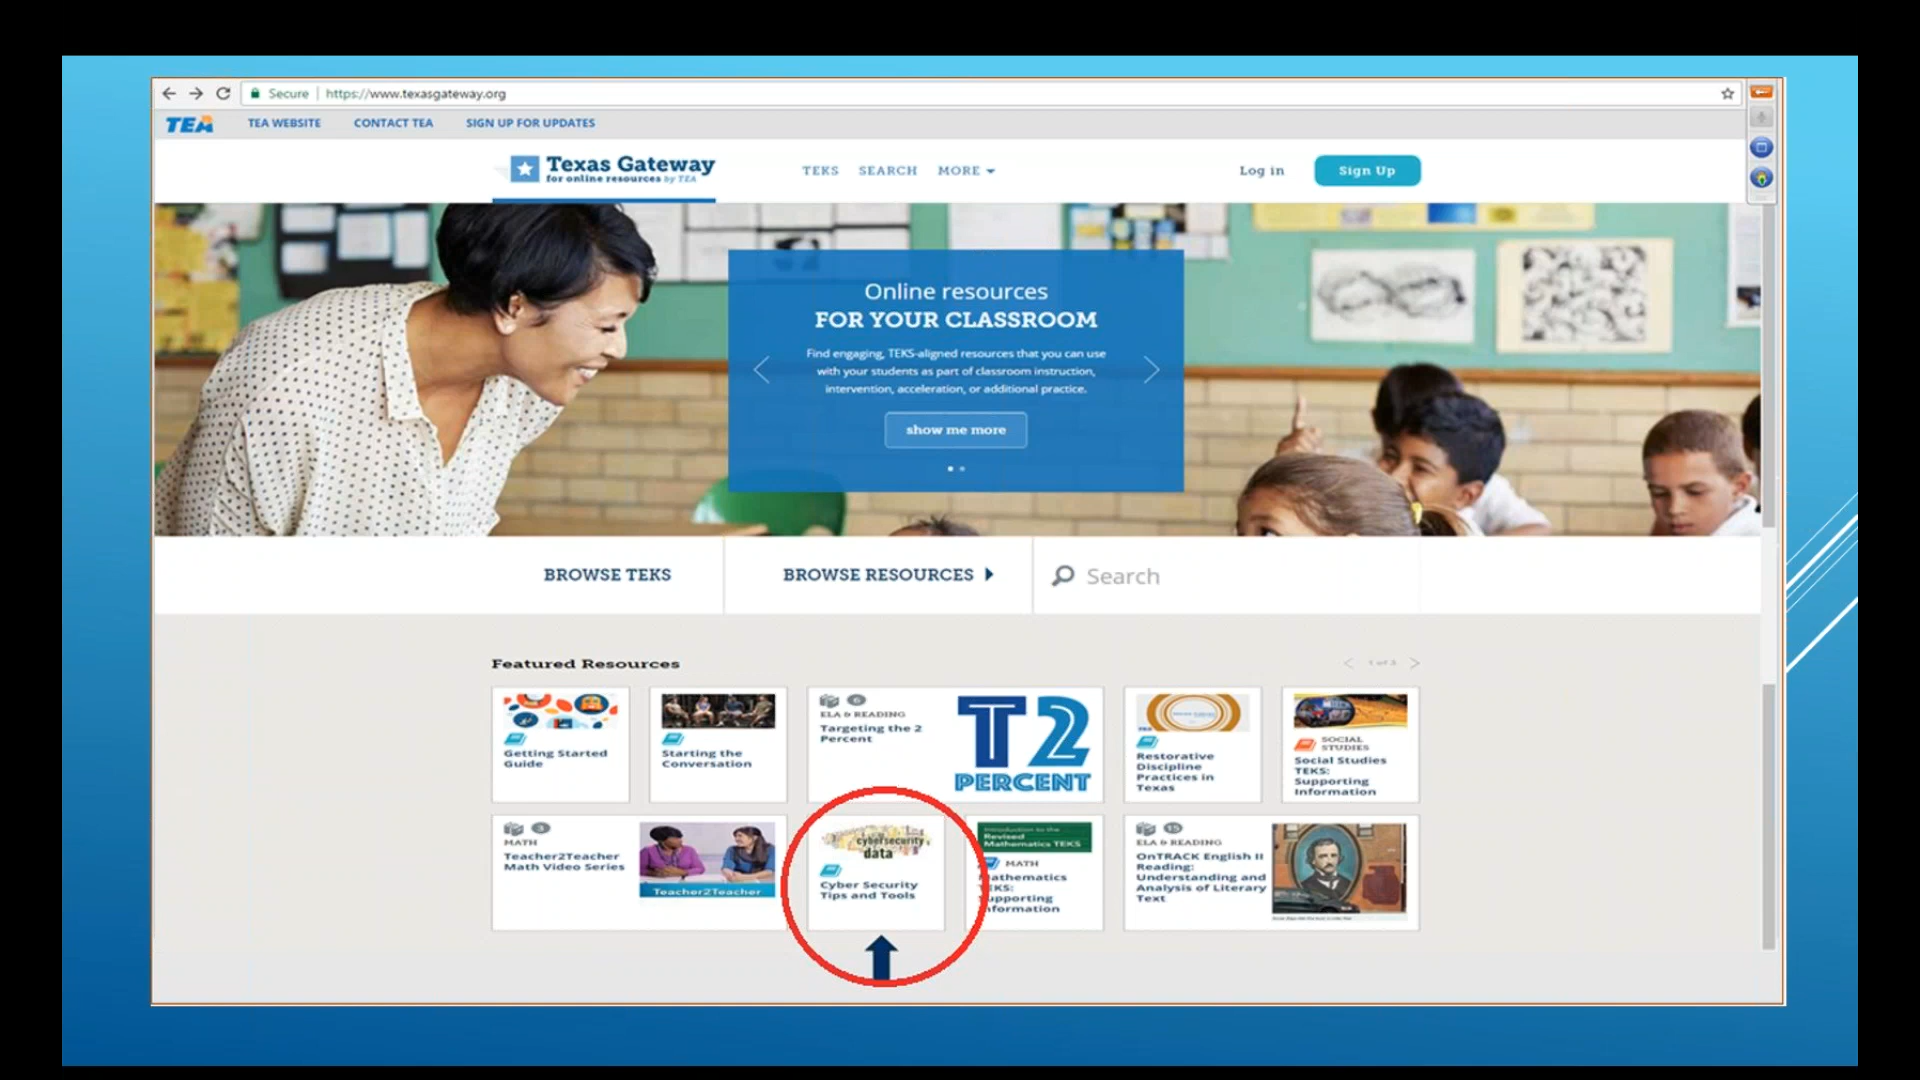 Secure | https://www.texasgateway.org
TEA TEA WEBSITE CONTACT TEA SIGN UP FOR UPDATES
Texas Gateway
for online resources by TEA
TEKS SEARCH MORE
Log in
Sign Up
Online resources
FOR YOUR CLASSROOM
Find engaging, TEKS-aligned resources that you can use
with your students as part of classroom instruction,
intervention, acceleration, or additional practice.
show me more
BROWSE TEKS
BROWSE RESOURCES
Search
Featured Resources
1 of 3
Getting Started
Guide
Starting the
Conversation
6
ELA & READING
Targeting the 2
Percent
T2
PERCENT
Restorative
Discipline
Practices in
Texas
SOCIAL
STUDIES
Social Studies
TEKS:
Supporting
Information
3
MATH
Teacher2Teacher
Math Video Series
Teacher2Teacher
cybersecurity
data
Cyber Security
Tips and Tools
Introduction to the
Revised
Mathematics TEKS
MATH
Mathematics
TEKS:
Supporting
Information
15
ELA & READING
OnTRACK English II
Reading:
Understanding and
Analysis of Literary
Text